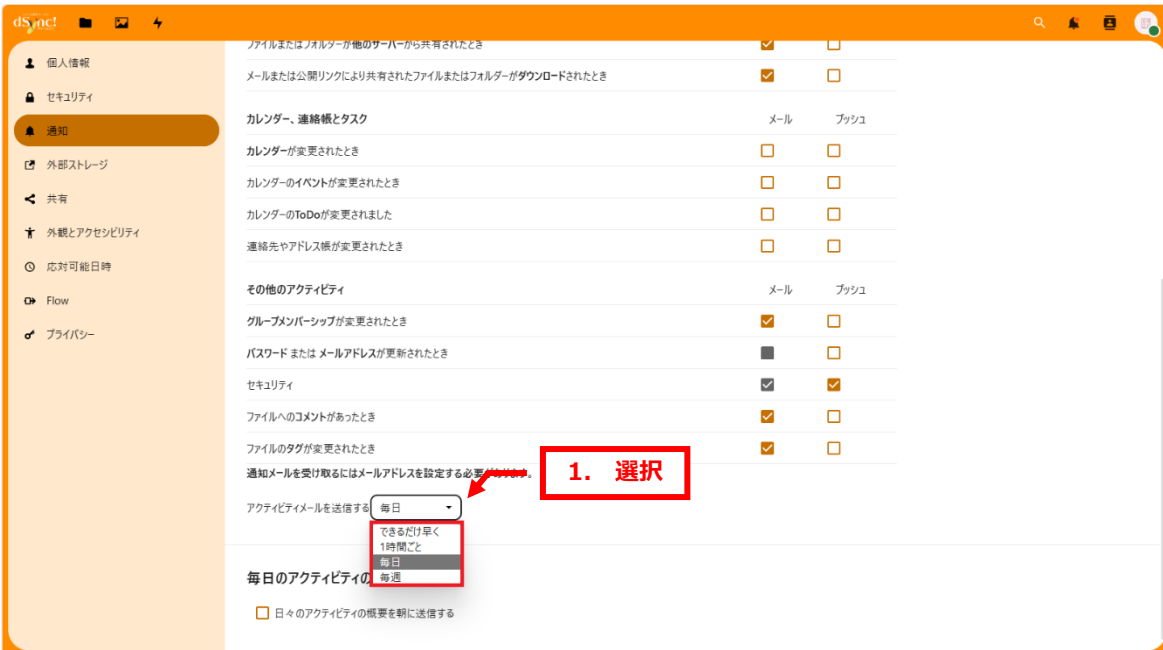 dSync!
個人情報
セキュリティ
通知
外部ストレージ
共有
外観とアクセシビリティ
応対可能日時
Flow
プライバシー
ファイルまたはフォルダーが他のサーバーから共有されたとき
メールまたは公開リンクにより共有されたファイルまたはフォルダーがダウンロードされたとき
カレンダー、連絡帳とタスク メール プッシュ
カレンダーが変更されたとき
カレンダーのイベントが変更されたとき
カレンダーのToDoが変更されました
連絡先やアドレス帳が変更されたとき
その他のアクティビティ メール プッシュ
グループメンバーシップが変更されたとき
パスワード または メールアドレスが更新されたとき
セキュリティ
ファイルへのコメントがあったとき
ファイルのタグが変更されたとき
通知メールを受け取るにはメールアドレスを設定する必要があります。
1. 選択
アクティビティメールを送信する 毎日
できるだけ早く
1時間ごと
毎日
毎週
毎日のアクティビティの
日々のアクティビティの概要を朝に送信する